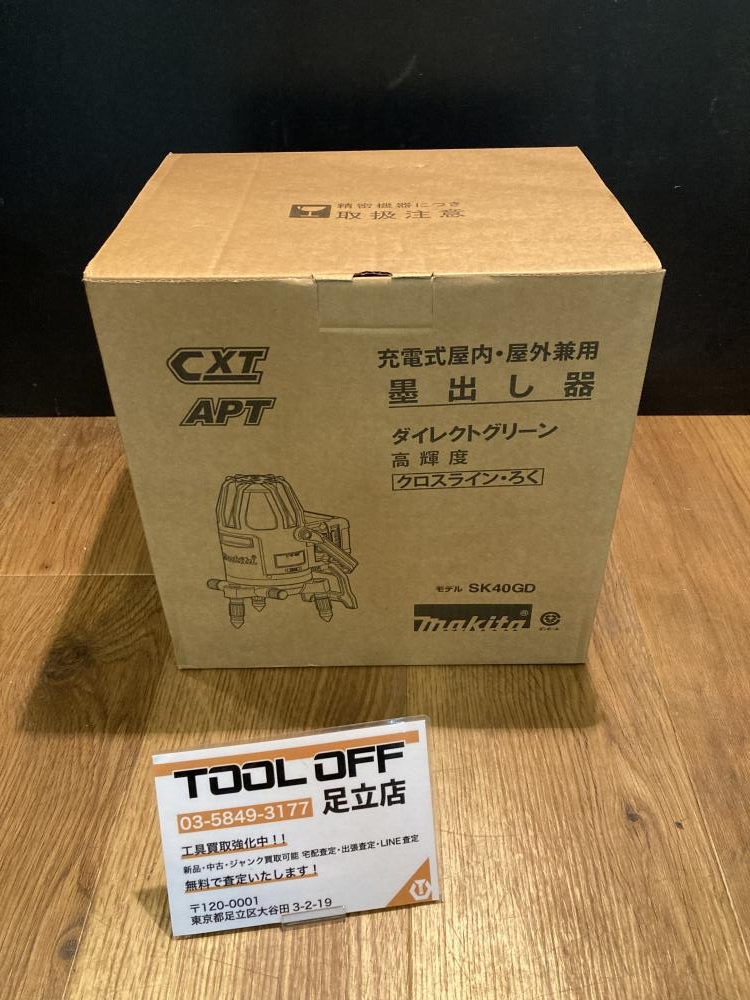 精密機器につき
取扱注意
CXT
APT
充電式屋内・屋外兼用
墨出し器
ダイレクトグリーン
高輝度
クロスライン・ろく
Makita
モデル SK40GD
makita®
TOOL OFF
03-5849-3177 足立店
工具買取強化中！！
新品・中古・ジャンク買取可能 宅配査定・出張査定・LINE査定
無料で査定いたします！
〒120-0001
東京都足立区大谷田 3-2-19